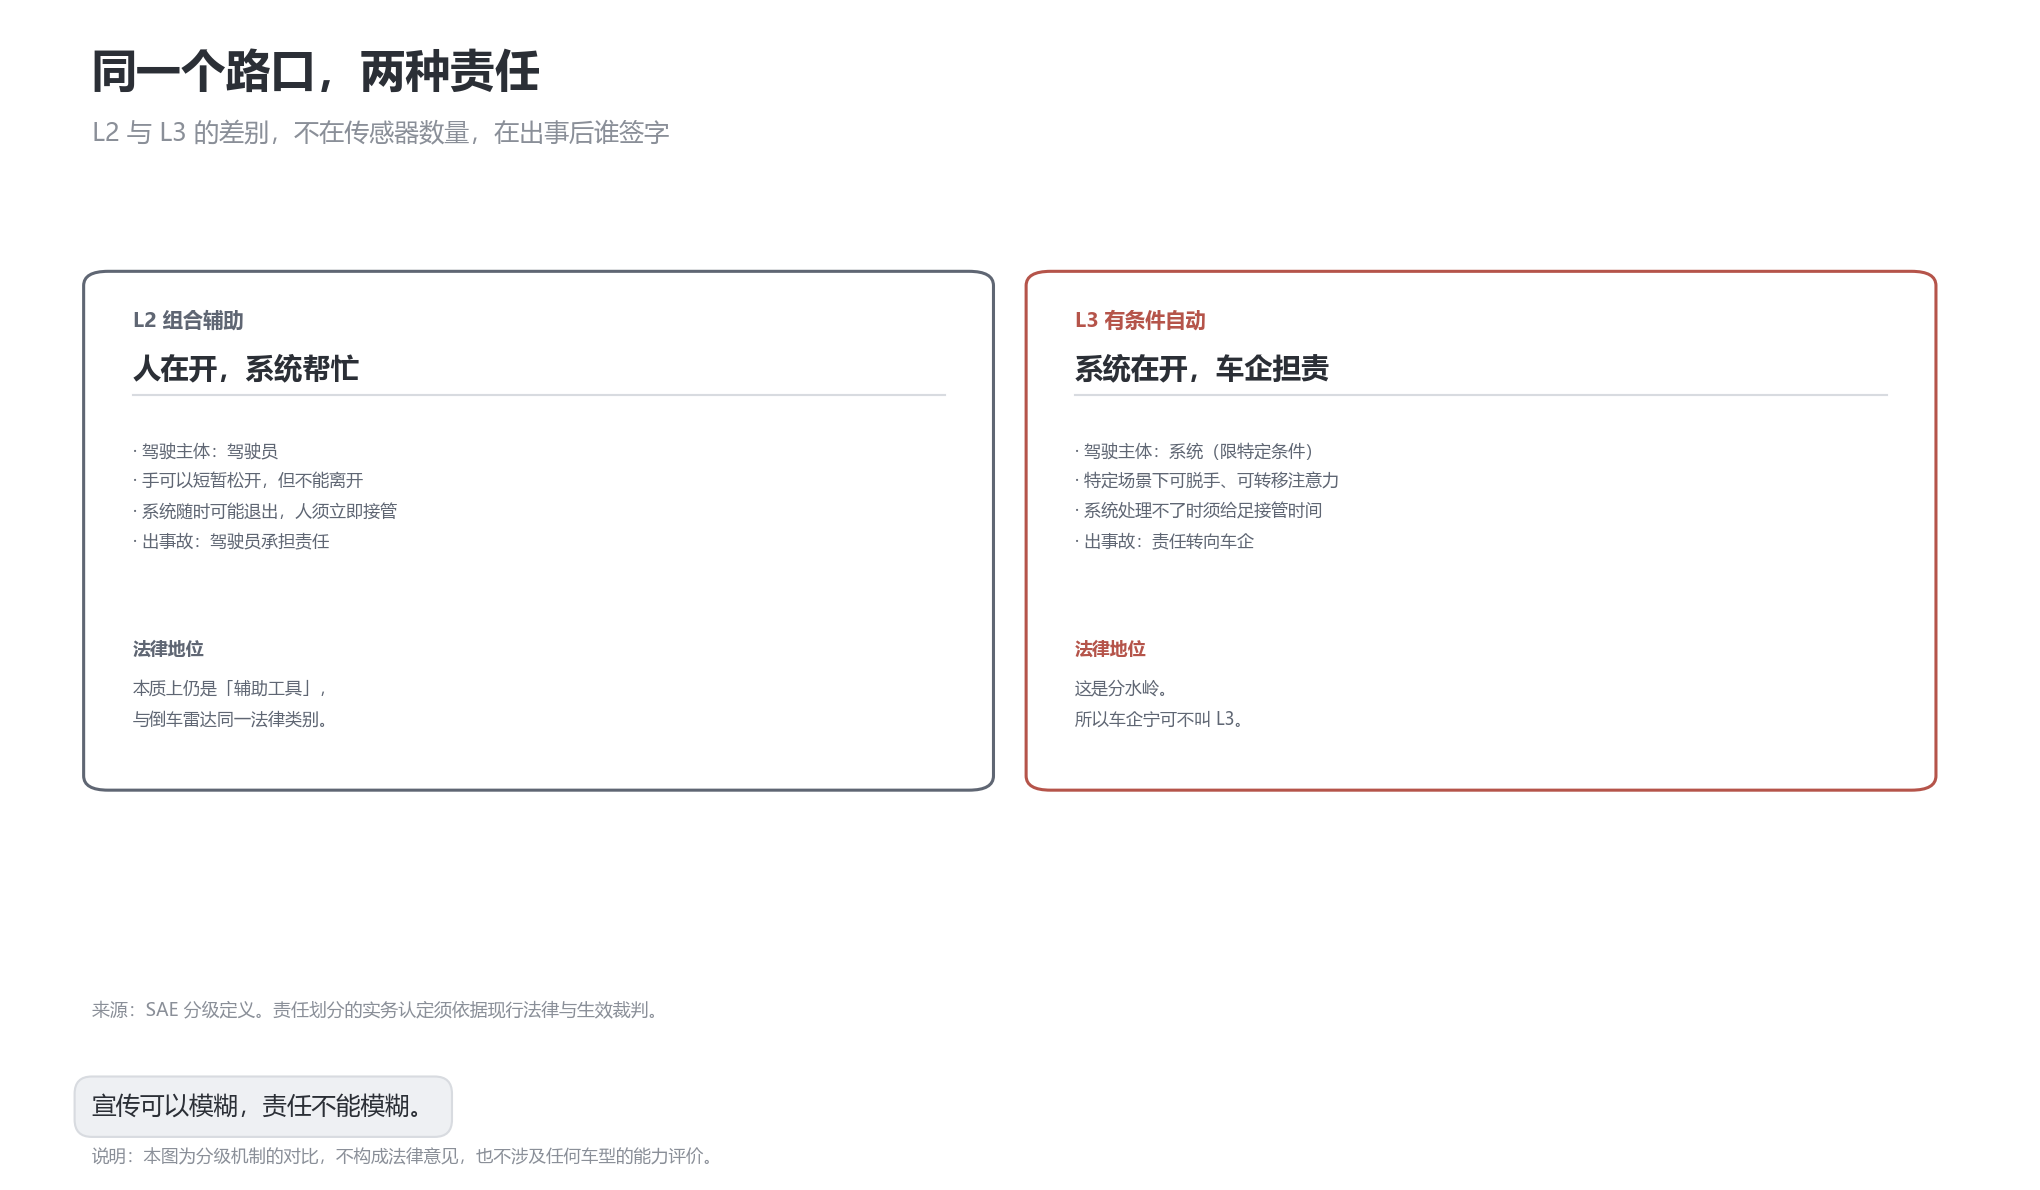 同一个路口，两种责任
L2 与 L3 的差别，不在传感器数量，在出事后谁签字
L2 组合辅助
人在开，系统帮忙
· 驾驶主体：驾驶员
· 手可以短暂松开，但不能离开
· 系统随时可能退出，人须立即接管
· 出事故：驾驶员承担责任
法律地位
本质上仍是「辅助工具」，
与倒车雷达同一法律类别。
L3 有条件自动
系统在开，车企担责
· 驾驶主体：系统（限特定条件）
· 特定场景下可脱手、可转移注意力
· 系统处理不了时须给足接管时间
· 出事故：责任转向车企
法律地位
这是分水岭。
所以车企宁可不叫 L3。
来源：SAE 分级定义。责任划分的实务认定须依据现行法律与生效裁判。
宣传可以模糊，责任不能模糊。
说明：本图为分级机制的对比，不构成法律意见，也不涉及任何车型的能力评价。